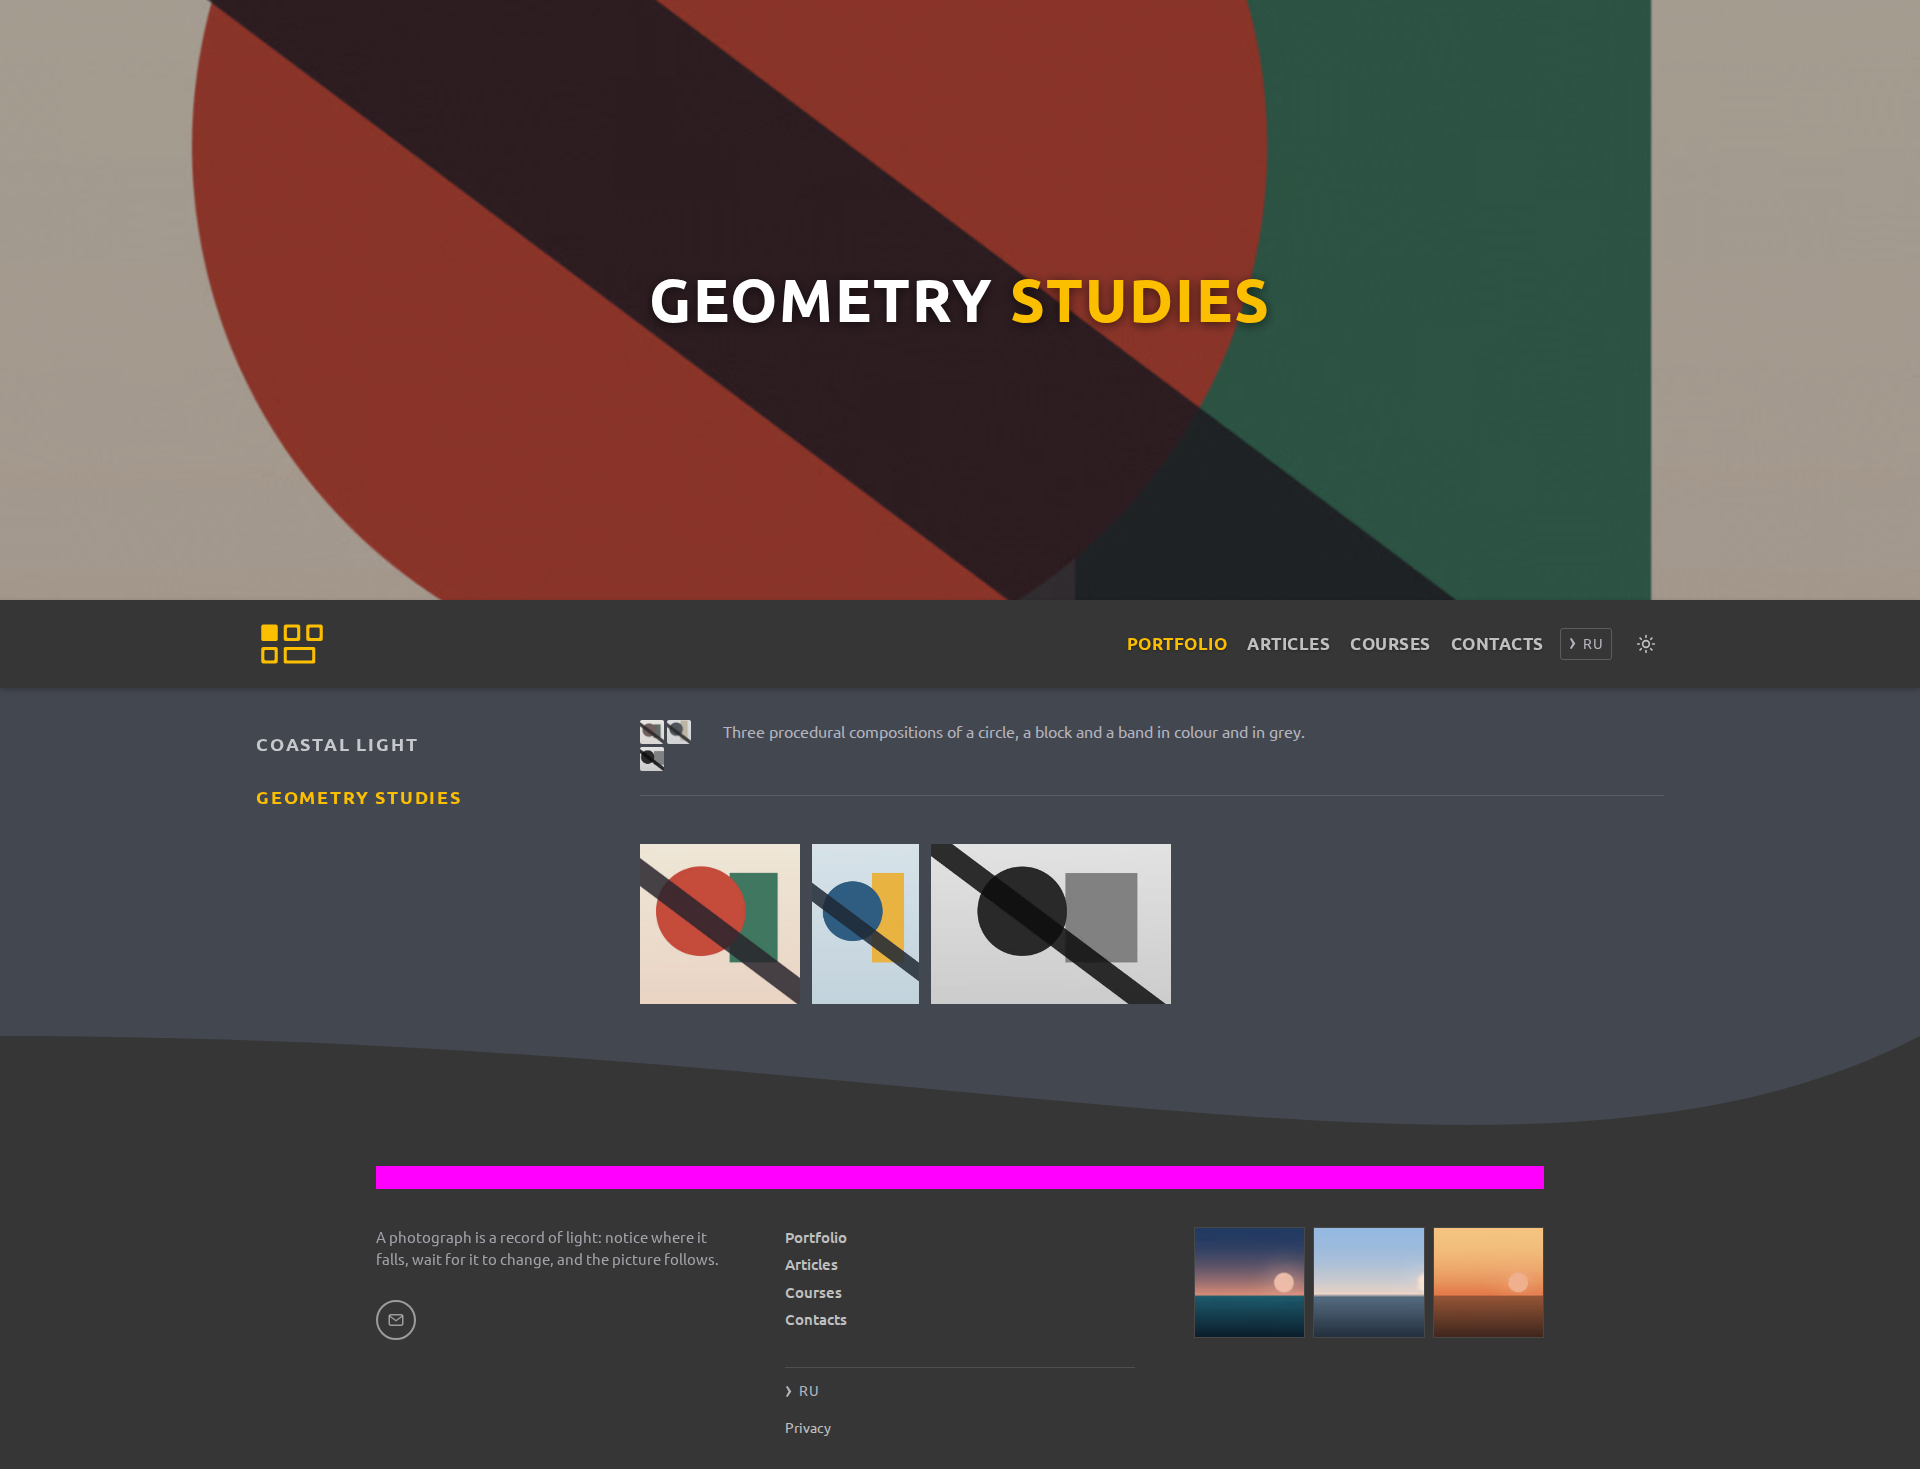 GEOMETRY STUDIES
PORTFOLIO ARTICLES COURSES CONTACTS RU
COASTAL LIGHT
GEOMETRY STUDIES
Three procedural compositions of a circle, a block and a band in colour and in grey.
A photograph is a record of light: notice where it
falls, wait for it to change, and the picture follows.
Portfolio
Articles
Courses
Contacts
RU
Privacy